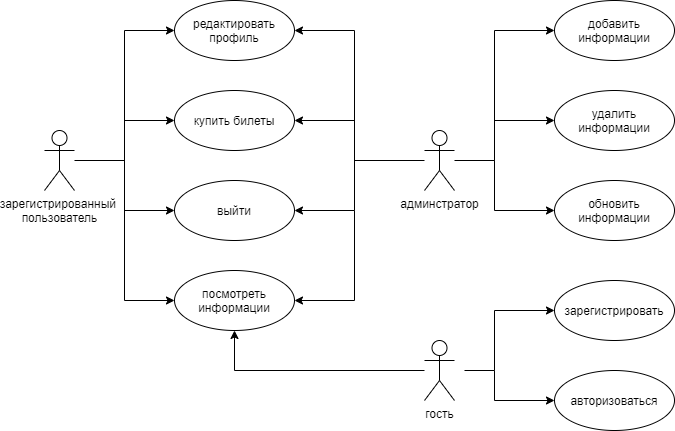 редактировать
профиль
добавить
информации
купить билеты
удалить
информации
зарегистрированный
пользователь
админстратор
выйти
обновить
информации
посмотреть
информации
зарегистрировать
гость
авторизоваться